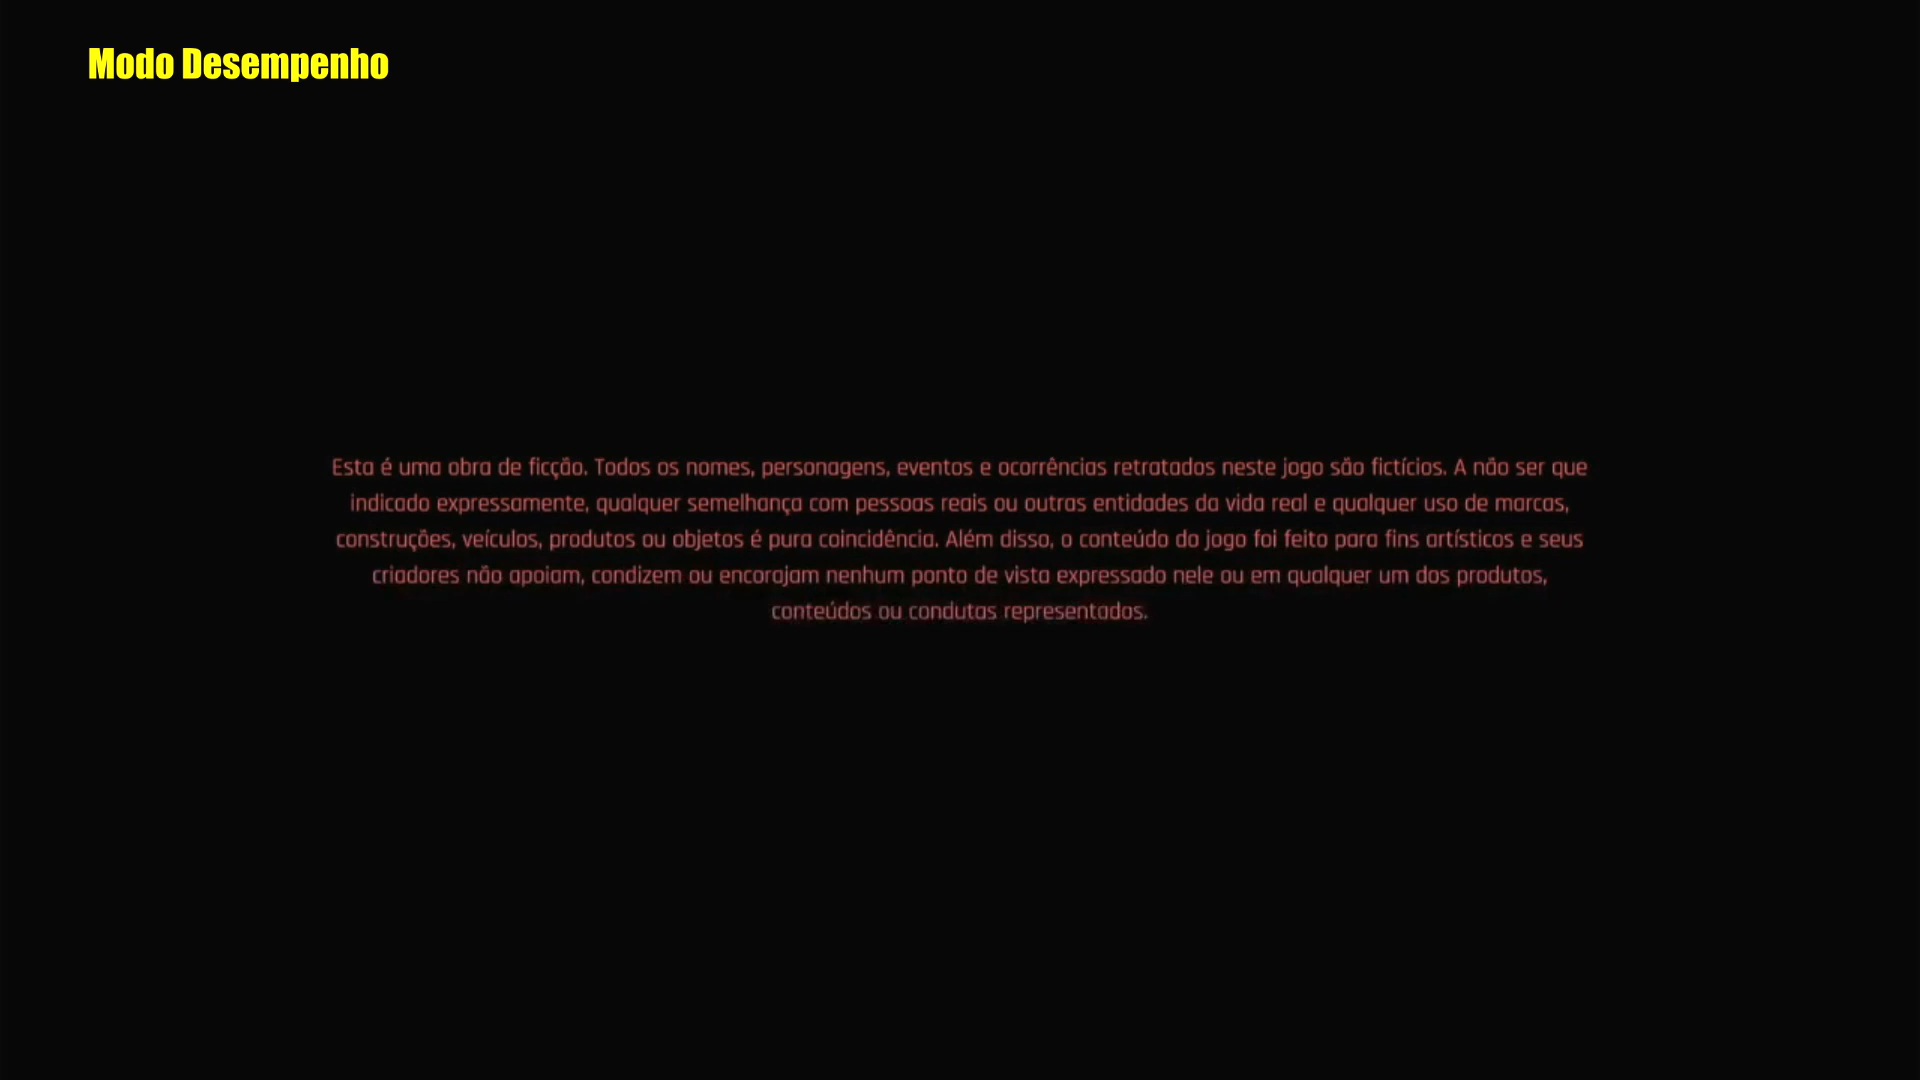 Modo Desempenho
Esta é uma obra de ficção. Todos os nomes, personagens, eventos e ocorrências retratados neste jogo são fictícios. A não ser que
indicado expressamente, qualquer semelhança com pessoas reais ou outras entidades da vida real e qualquer uso de marcas,
construções, veículos, produtos ou objetos é pura coincidência. Além disso, o conteúdo do jogo foi feito para fins artísticos e seus
criadores não apoiam, condizem ou encorajam nenhum ponto de vista expressado nele ou em qualquer um dos produtos,
conteúdos ou condutas representados.